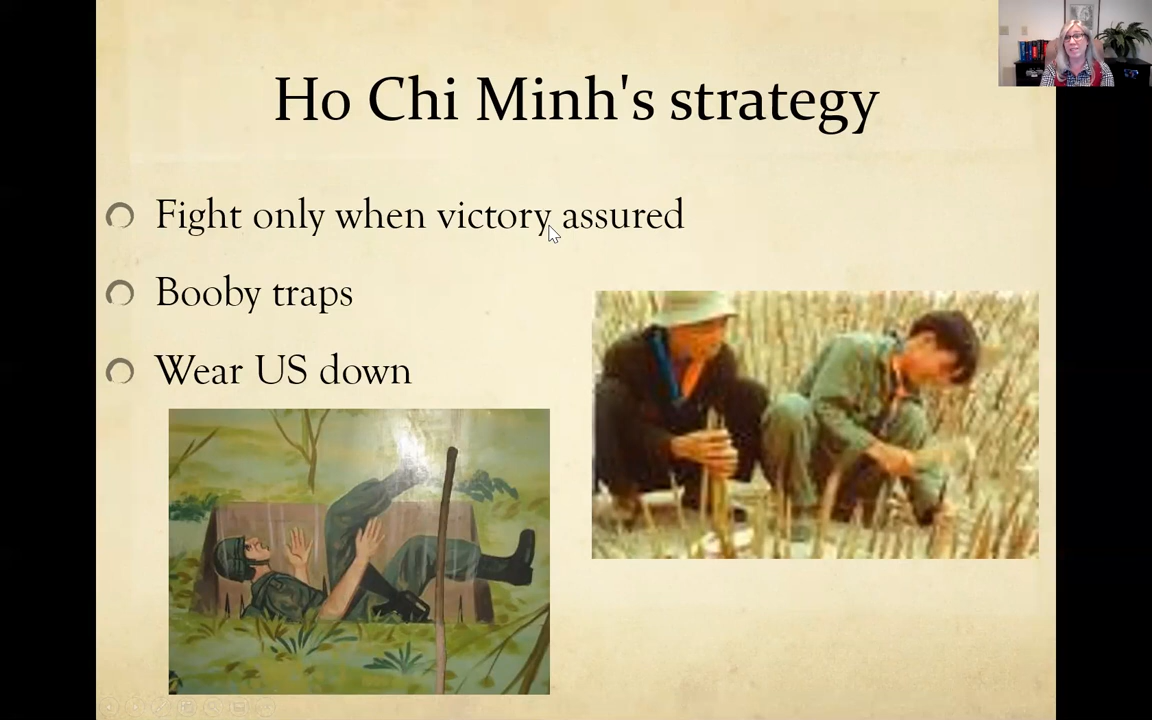 Ho Chi Minh's strategy
Fight only when victory assured
Booby traps
Wear US down